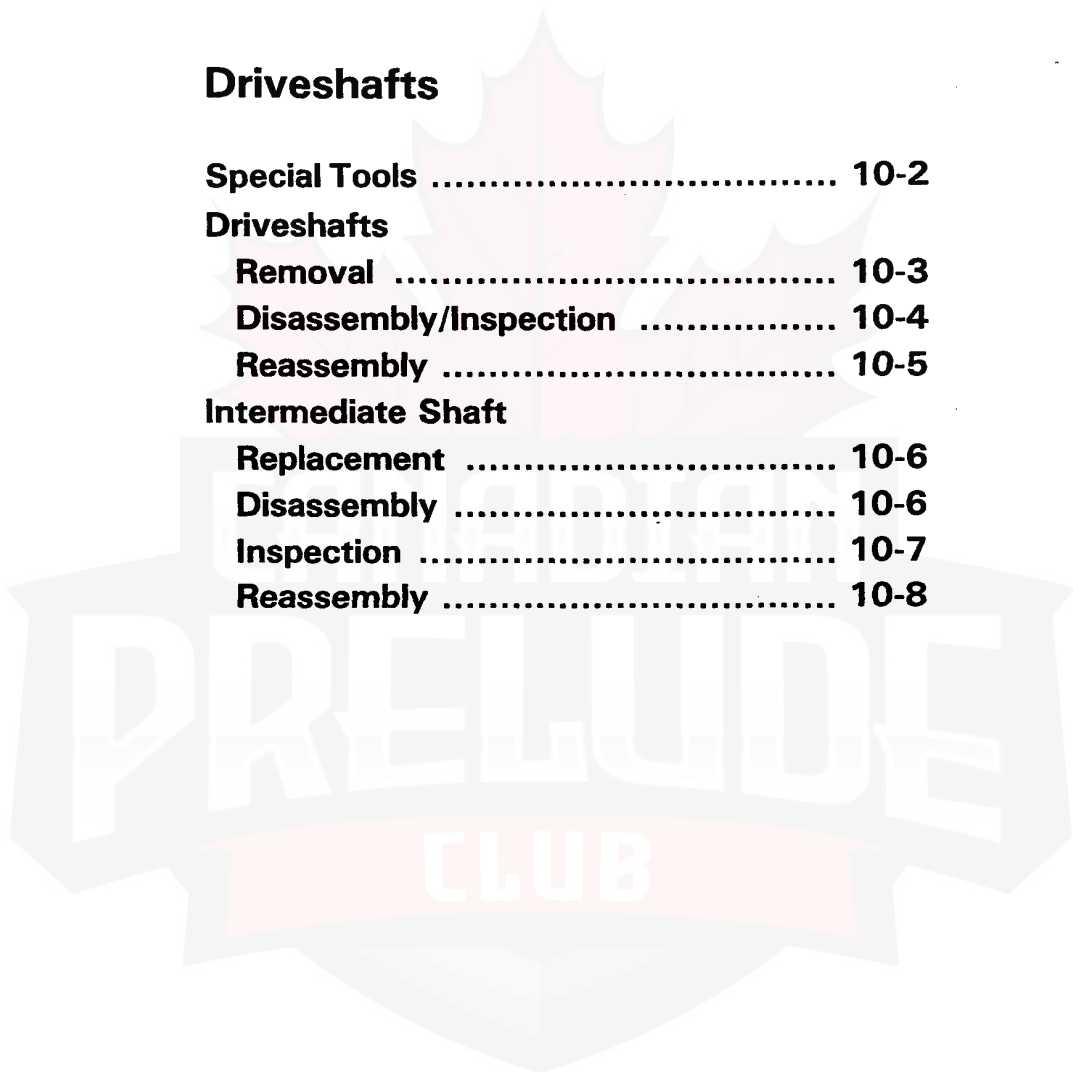 Driveshafts
Special Tools .................................... 10-2
Driveshafts
Removal ....................................... 10-3
Disassembly/Inspection ................. 10-4
Reassembly ................................... 10-5
Intermediate Shaft
Replacement ................................. 10-6
Disassembly .................................. 10-6
Inspection ..................................... 10-7
Reassembly ................................... 10-8
CANADIAN
PRELUDE
CLUB